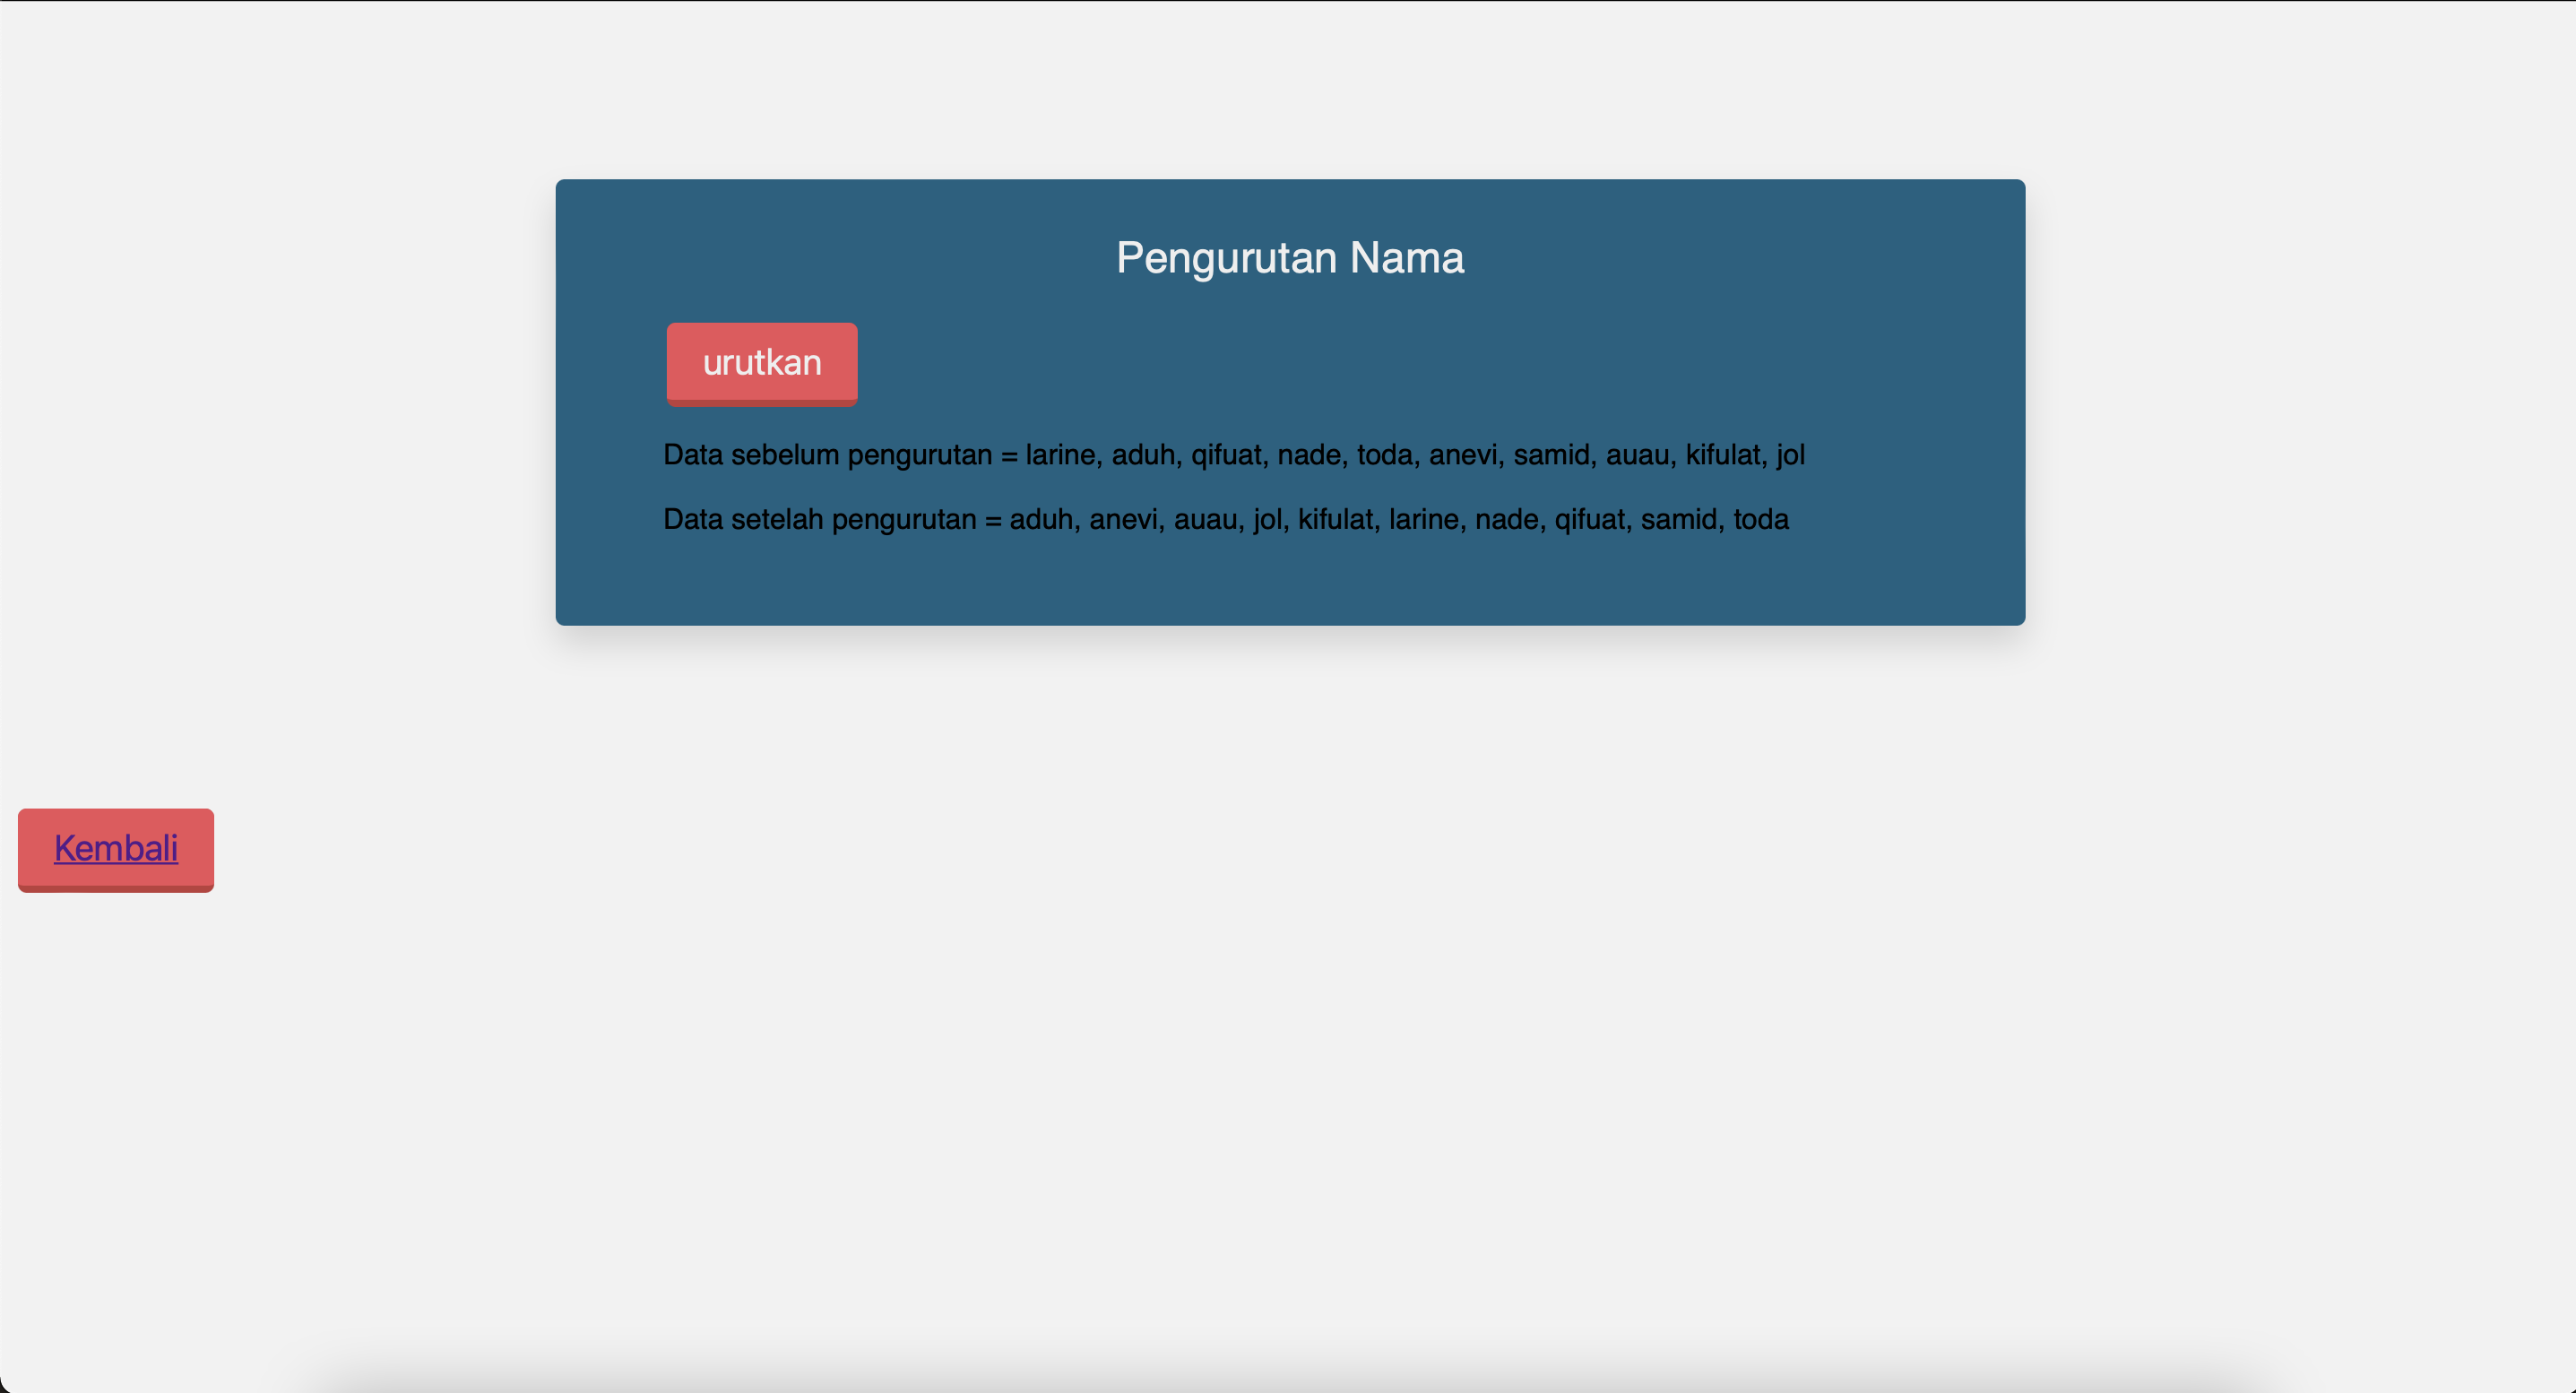 Pengurutan Nama
urutkan
Data sebelum pengurutan = larine, aduh, qifuat, nade, toda, anevi, samid, auau, kifulat, jol
Data setelah pengurutan = aduh, anevi, auau, jol, kifulat, larine, nade, qifuat, samid, toda
Kembali